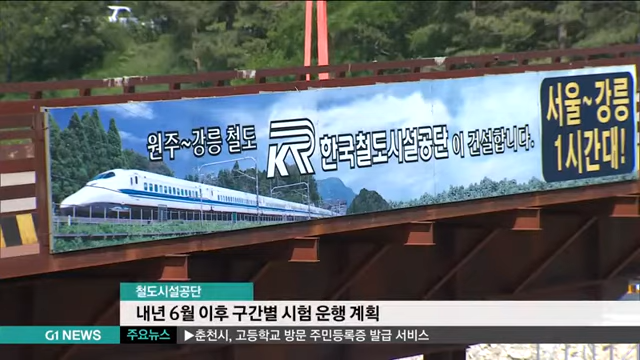 원주~강릉 철도 KR 한국철도시설공단이 건설합니다.
서울~강릉
1시간대!
철도시설공단
내년 6월 이후 구간별 시험 운행 계획
G1 NEWS 주요뉴스 ▶춘천시, 고등학교 방문 주민등록증 발급 서비스